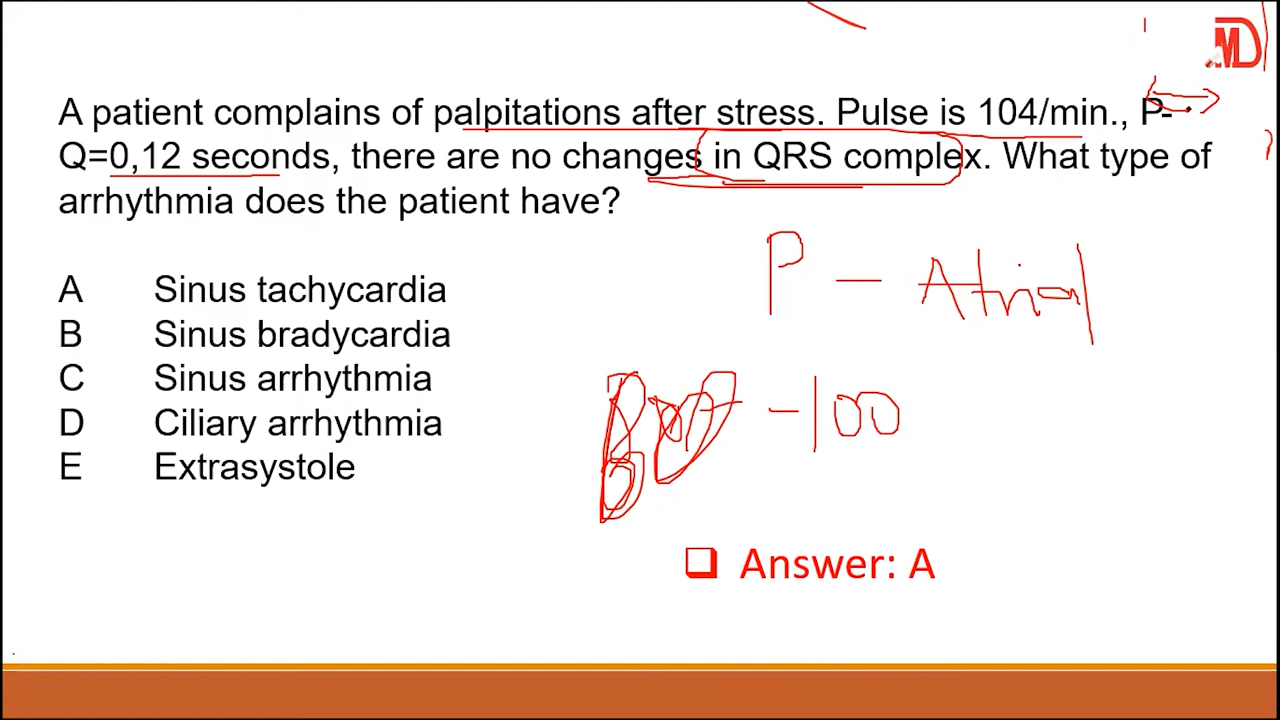 MD
A patient complains of palpitations after stress. Pulse is 104/min., P-
Q=0,12 seconds, there are no changes in QRS complex. What type of
arrhythmia does the patient have?
P - Atrial
A Sinus tachycardia
B Sinus bradycardia
C Sinus arrhythmia
- 100
D Ciliary arrhythmia
E Extrasystole
Answer: A